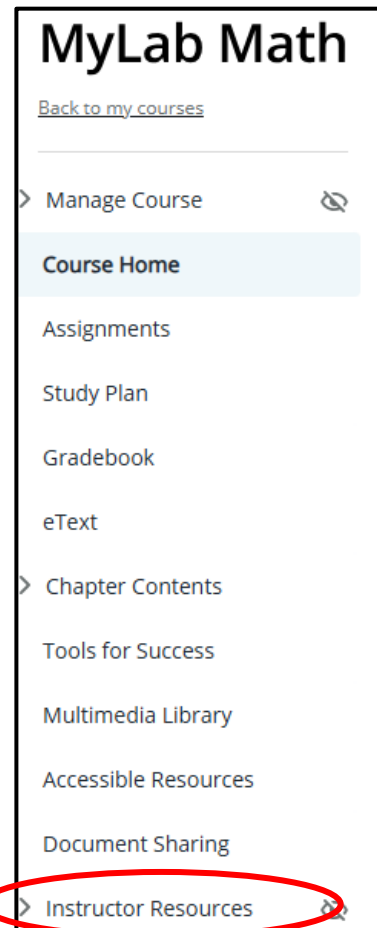 MyLab Math
Back to my courses
Manage Course
Course Home
Assignments
Study Plan
Gradebook
eText
Chapter Contents
Tools for Success
Multimedia Library
Accessible Resources
Document Sharing
Instructor Resources